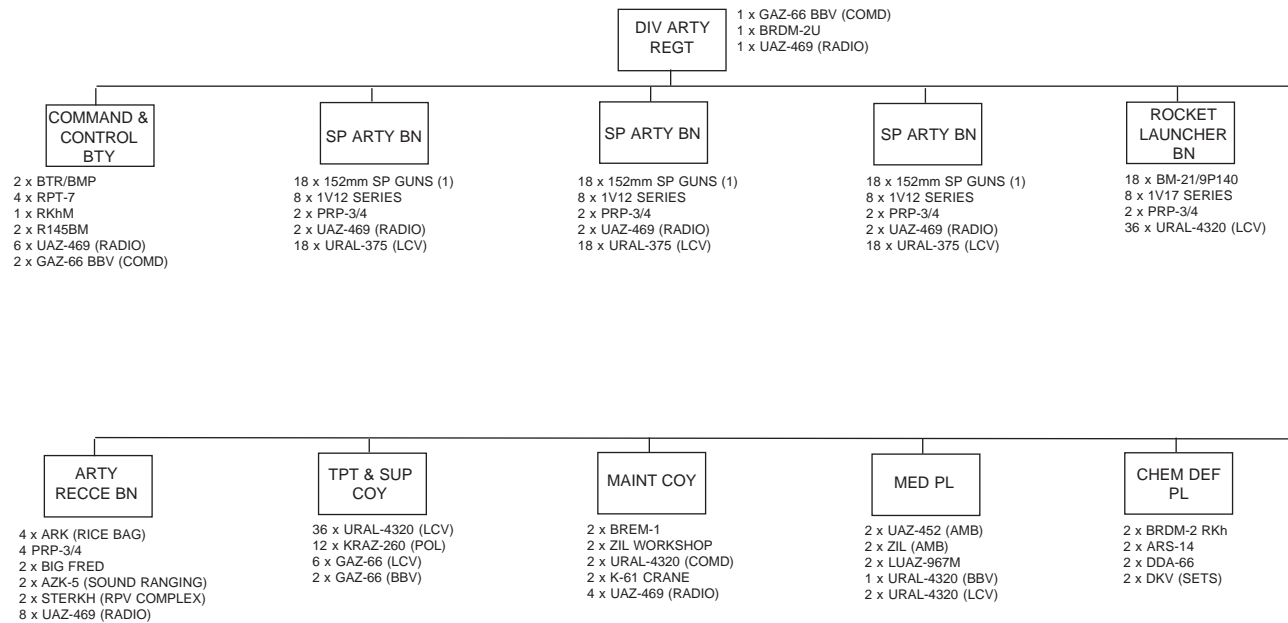 DIV ARTY
REGT
1 x GAZ-66 BBV (COMD)
1 x BRDM-2U
1 x UAZ-469 (RADIO)
COMMAND &
CONTROL
BTY
2 x BTR/BMP
4 x RPT-7
1 x RKhM
2 x R145BM
6 x UAZ-469 (RADIO)
2 x GAZ-66 BBV (COMD)
SP ARTY BN
18 x 152mm SP GUNS (1)
8 x 1V12 SERIES
2 x PRP-3/4
2 x UAZ-469 (RADIO)
18 x URAL-375 (LCV)
SP ARTY BN
18 x 152mm SP GUNS (1)
8 x 1V12 SERIES
2 x PRP-3/4
2 x UAZ-469 (RADIO)
18 x URAL-375 (LCV)
SP ARTY BN
18 x 152mm SP GUNS (1)
8 x 1V12 SERIES
2 x PRP-3/4
2 x UAZ-469 (RADIO)
18 x URAL-375 (LCV)
ROCKET
LAUNCHER
BN
18 x BM-21/9P140
8 x 1V17 SERIES
2 x PRP-3/4
36 x URAL-4320 (LCV)
ARTY
RECCE BN
4 x ARK (RICE BAG)
4 PRP-3/4
2 x BIG FRED
2 x AZK-5 (SOUND RANGING)
2 x STERKH (RPV COMPLEX)
8 x UAZ-469 (RADIO)
TPT & SUP
COY
36 x URAL-4320 (LCV)
12 x KRAZ-260 (POL)
6 x GAZ-66 (LCV)
2 x GAZ-66 (BBV)
MAINT COY
2 x BREM-1
2 x ZIL WORKSHOP
2 x URAL-4320 (COMD)
2 x K-61 CRANE
4 x UAZ-469 (RADIO)
MED PL
2 x UAZ-452 (AMB)
2 x ZIL (AMB)
2 x LUAZ-967M
1 x URAL-4320 (BBV)
2 x URAL-4320 (LCV)
CHEM DEF
PL
2 x BRDM-2 RKh
2 x ARS-14
2 x DDA-66
2 x DKV (SETS)